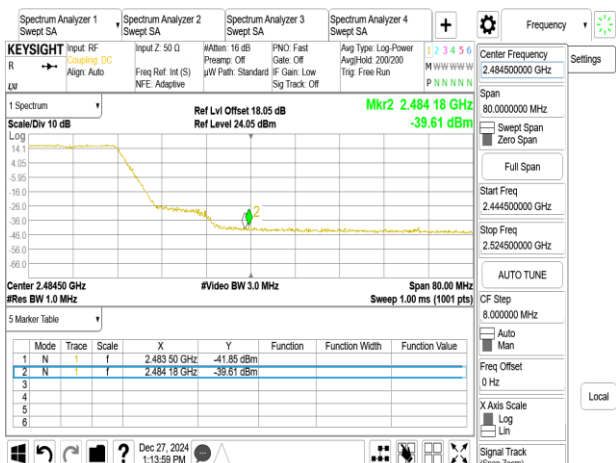 Spectrum Analyzer 1
Swept SA
Spectrum Analyzer 2
Swept SA
Spectrum Analyzer 3
Swept SA
Spectrum Analyzer 4
Swept SA
+
Frequency
KEYSIGHT
R
Input: RF
Coupling: DC
Align: Auto
Input Z: 50 Ω
Freq Ref: Int (S)
NFE: Adaptive
#Atten: 16 dB
Preamp: Off
µW Path: Standard
PNO: Fast
Gate: Off
IF Gain: Low
Sig Track: Off
Avg Type: Log-Power
Avg|Hold: 200/200
Trig: Free Run
1 2 3 4 5 6
M W W W W W
P N N N N N
Center Frequency
2.484500000 GHz
Settings
Span
80.0000000 MHz
Swept Span
Zero Span
Full Span
Start Freq
2.444500000 GHz
Stop Freq
2.524500000 GHz
AUTO TUNE
CF Step
8.000000 MHz
Auto
Man
Freq Offset
0 Hz
X Axis Scale
Log
Lin
Local
Signal Track
(Span Zoom)
1 Spectrum
Scale/Div 10 dB
Ref Lvl Offset 18.05 dB
Ref Level 24.05 dBm
Mkr2 2.484 18 GHz
-39.61 dBm
Log
14.1
4.05
-5.95
-16.0
-26.0
-36.0
-46.0
-56.0
-66.0
2
Center 2.48450 GHz
#Res BW 1.0 MHz
#Video BW 3.0 MHz
Span 80.00 MHz
Sweep 1.00 ms (1001 pts)
5 Marker Table
Mode Trace Scale X Y Function Function Width Function Value
1 N 1 f 2.483 50 GHz -41.85 dBm
2 N 1 f 2.484 18 GHz -39.61 dBm
3
4
5
6
?
Dec 27, 2024
1:13:59 PM